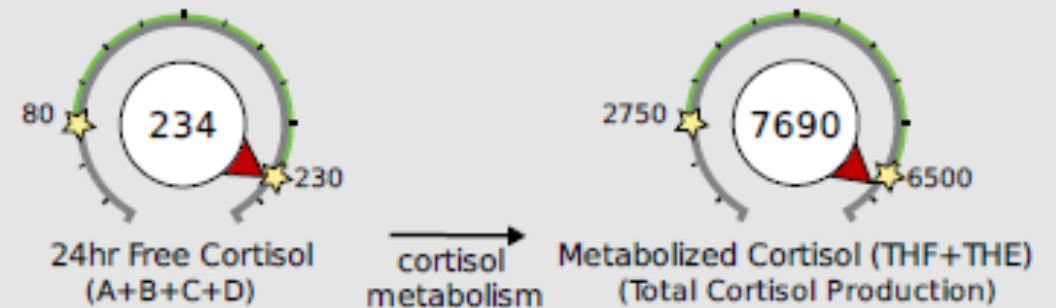 80
234
230
24hr Free Cortisol
(A+B+C+D)
cortisol
metabolism
2750
7690
6500
Metabolized Cortisol (THF+THE)
(Total Cortisol Production)